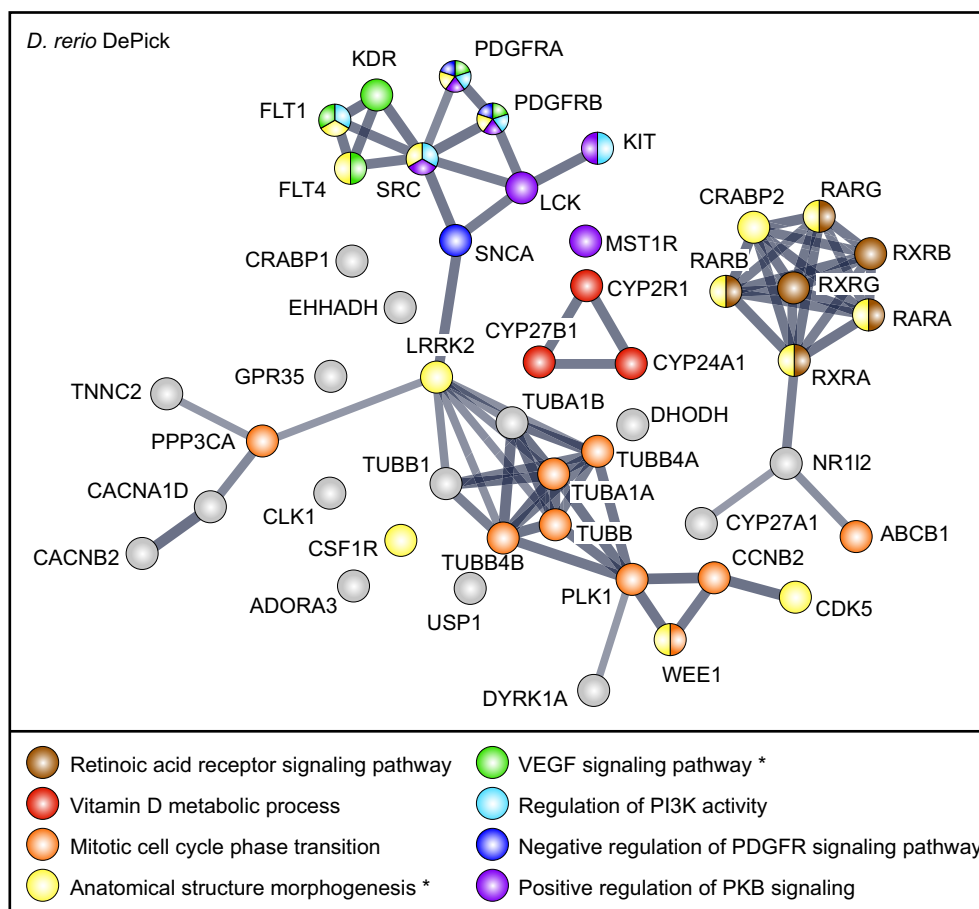 D. rerio DePick
PDGFRA
KDR
PDGFRB
FLT1
KIT
FLT4
SRC
LCK
CRABP2
RARG
CRABP1
SNCA
MST1R
RARB
RXRB
RXRG
EHHADH
CYP2R1
RARA
CYP27B1
LRRK2
CYP24A1
RXRA
TNNC2
GPR35
TUBA1B
DHODH
PPP3CA
TUBB1
TUBB4A
NR1I2
CACNA1D
TUBA1A
CLK1
CYP27A1
TUBB
ABCB1
CACNB2
CSF1R
TUBB4B
CCNB2
ADORA3
USP1
PLK1
CDK5
WEE1
DYRK1A
Retinoic acid receptor signaling pathway
Vitamin D metabolic process
Mitotic cell cycle phase transition
Anatomical structure morphogenesis *
VEGF signaling pathway *
Regulation of PI3K activity
Negative regulation of PDGFR signaling pathway
Positive regulation of PKB signaling